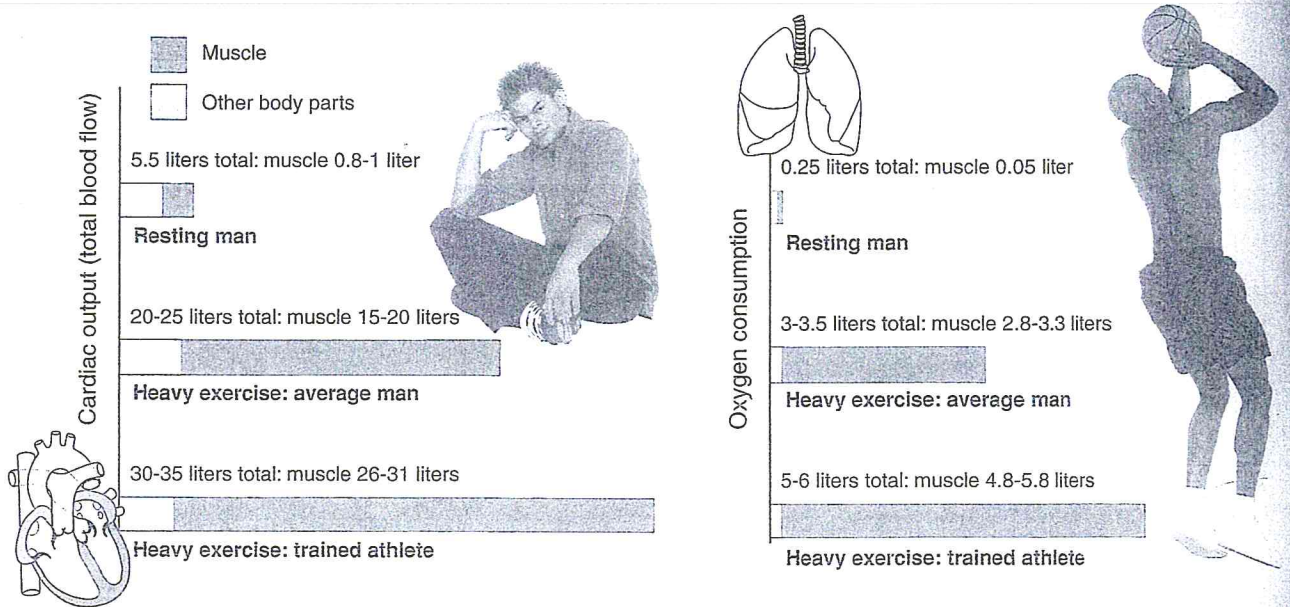 Muscle
Other body parts
Cardiac output (total blood flow)
5.5 liters total: muscle 0.8-1 liter
Resting man
20-25 liters total: muscle 15-20 liters
Heavy exercise: average man
30-35 liters total: muscle 26-31 liters
Heavy exercise: trained athlete
Oxygen consumption
0.25 liters total: muscle 0.05 liter
Resting man
3-3.5 liters total: muscle 2.8-3.3 liters
Heavy exercise: average man
5-6 liters total: muscle 4.8-5.8 liters
Heavy exercise: trained athlete